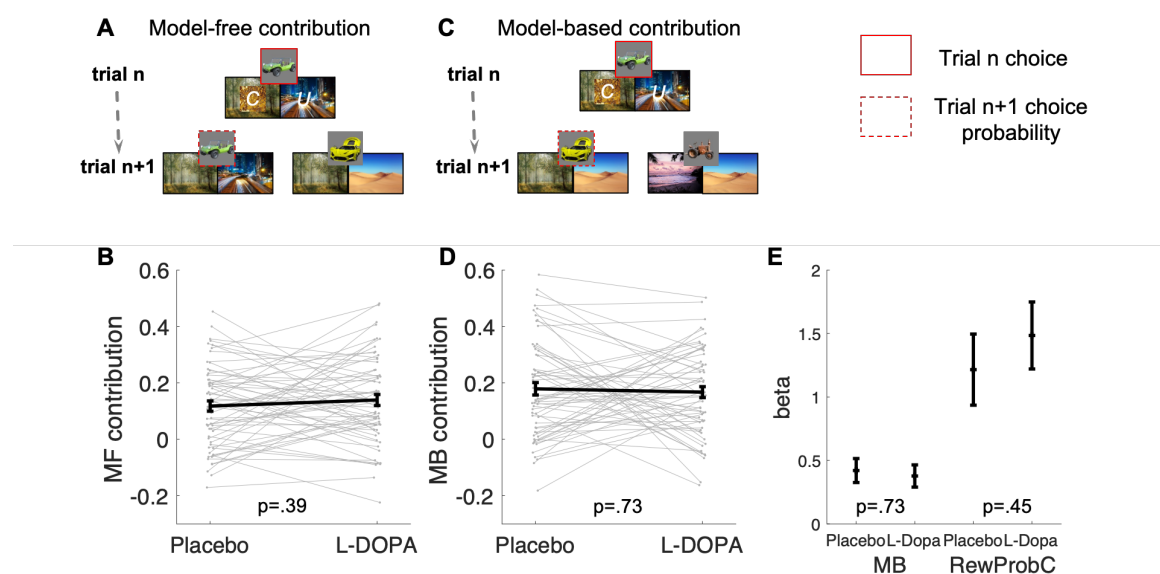 A
Model-free contribution
C
Model-based contribution
trial n
C
U
trial n+1
trial n
C
U
trial n+1
Trial n choice
Trial n+1 choice
probability
B
MF contribution
0.6
0.4
0.2
0
-0.2
p=.39
Placebo
L-DOPA
D
MB contribution
0.6
0.4
0.2
0
-0.2
p=.73
Placebo
L-DOPA
E
beta
2
1.5
1
0.5
0
p=.73
p=.45
Placebo L-Dopa Placebo L-Dopa
MB
RewProbC